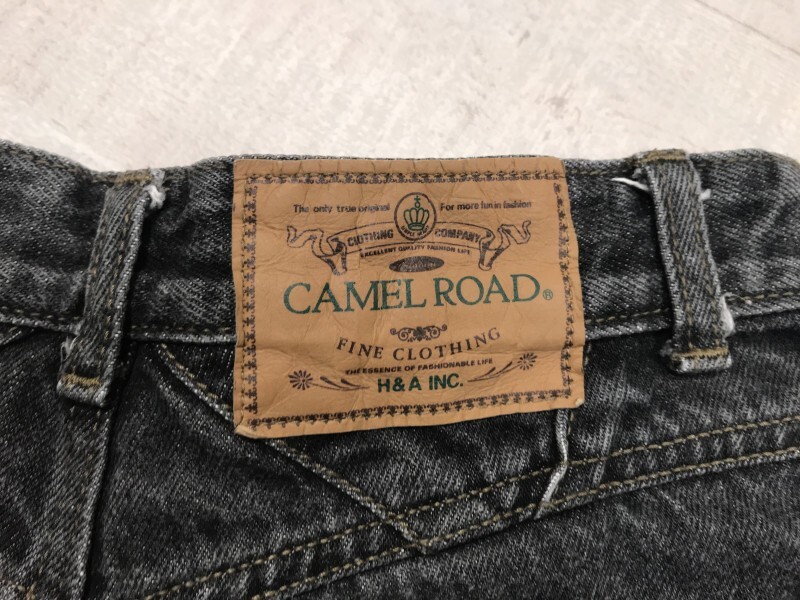 The only true original For more fun in fashion
CLOTHING COMPANY
EXCELLENT QUALITY FASHION LIFE
CAMEL ROAD®
FINE CLOTHING
THE ESSENCE OF FASHIONABLE LIFE
H&A INC.